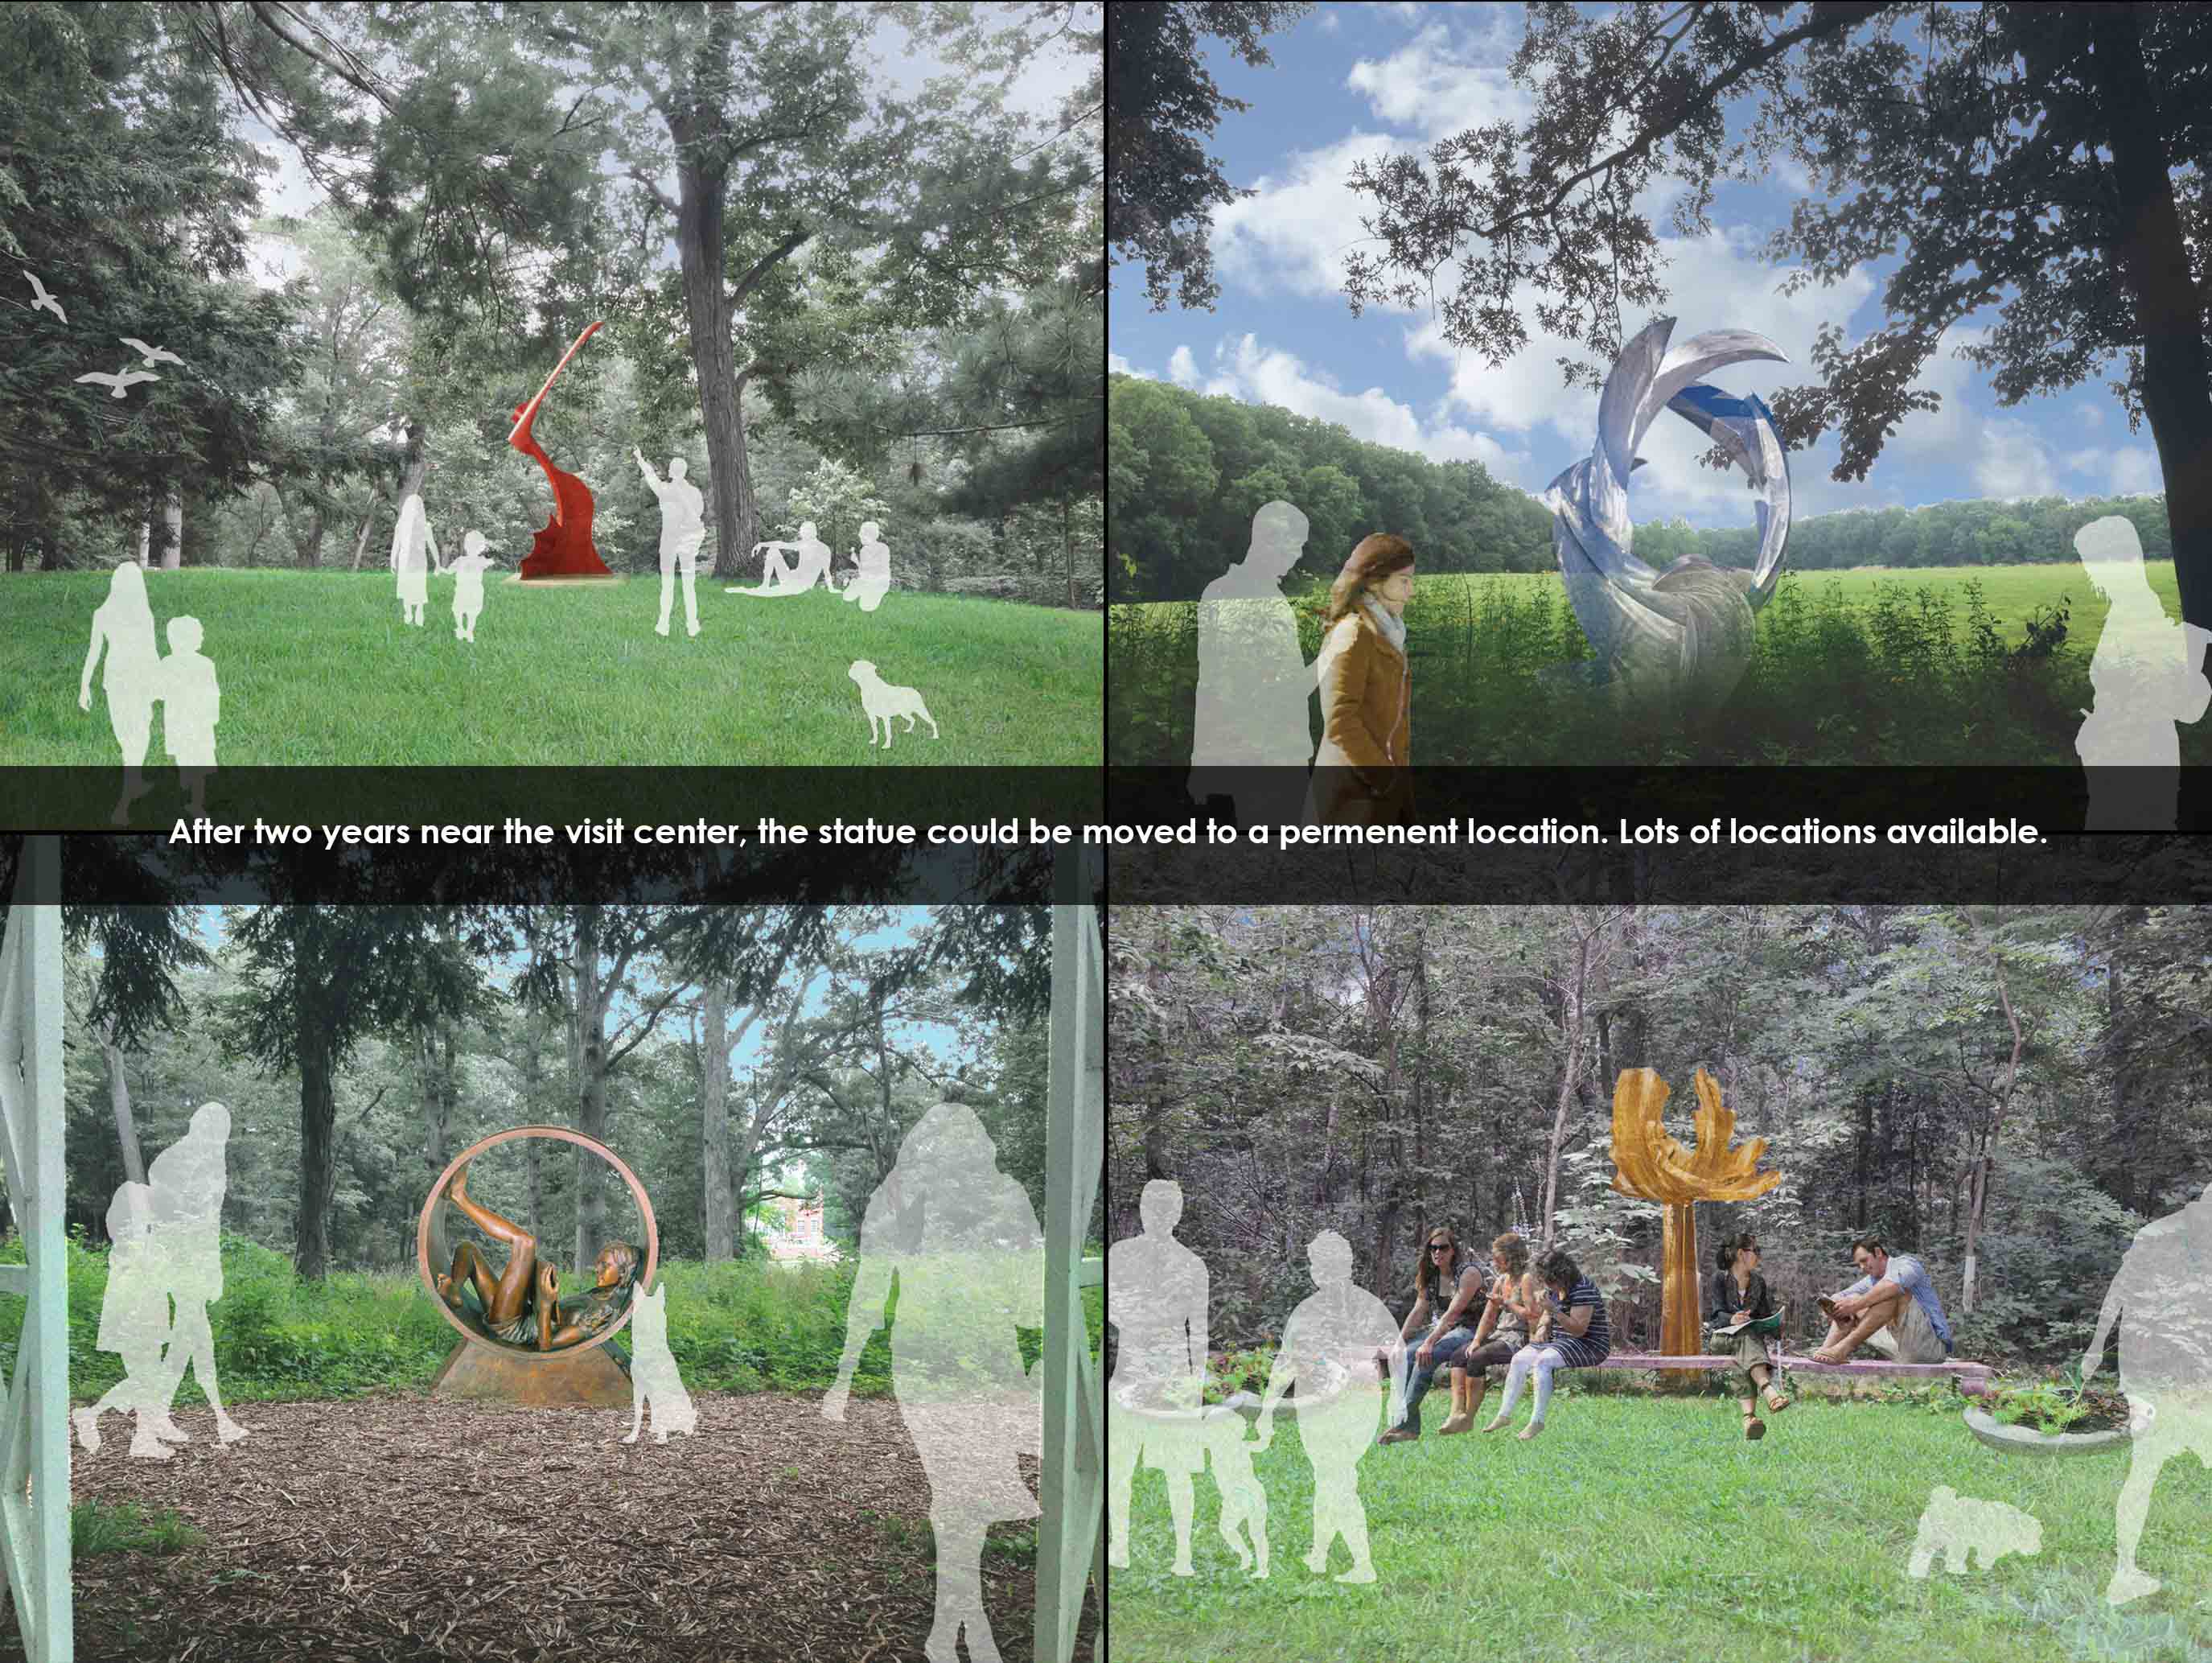 After two years near the visit center, the statue could be moved to a permenent location. Lots of locations available.